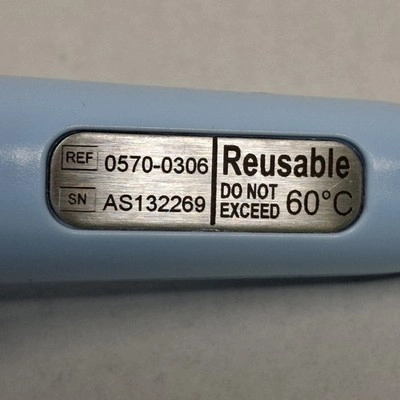 REF 0570-0306
SN AS132269
Reusable
DO NOT
EXCEED 60°C